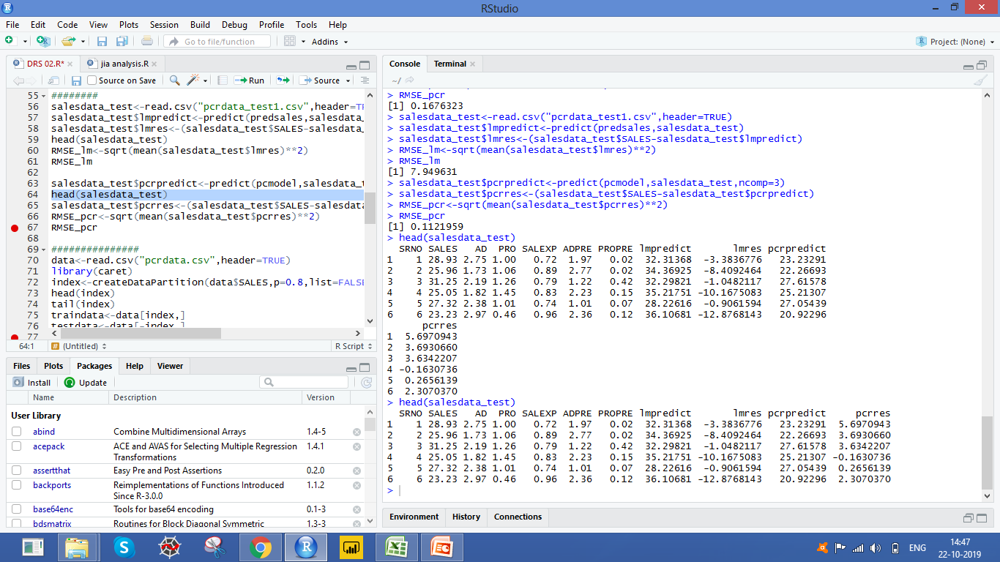 RStudio
File Edit Code View Plots Session Build Debug Profile Tools Help
Go to file/function Addins Project: (None)
DRS 02.R* jia analysis.R
Source on Save Run Source
55 ########
56 salesdata_test<-read.csv("pcrdata_test1.csv",header=TR
57 salesdata_test$lmpredict<-predict(predsales,salesdata_
58 salesdata_test$lmres<-(salesdata_test$SALES-salesdata_
59 head(salesdata_test)
60 RMSE_lm<-sqrt(mean(salesdata_test$lmres)**2)
61 RMSE_lm
62
63 salesdata_test$pcrpredict<-predict(pcmodel,salesdata_t
64 head(salesdata_test)
65 salesdata_test$pcrres<-(salesdata_test$SALES-salesdata
66 RMSE_pcr<-sqrt(mean(salesdata_test$pcrres)**2)
67 RMSE_pcr
68
69 ###############
70 data<-read.csv("pcrdata.csv",header=TRUE)
71 library(caret)
72 index<-createDataPartition(data$SALES,p=0.8,list=FALSE
73 head(index)
74 tail(index)
75 traindata<-data[index,]
76 testdata<-data[-index,]
77
64:1 # (Untitled) R Script
Files Plots Packages Help Viewer
Install Update
Name Description Version
User Library
abind Combine Multidimensional Arrays 1.4-5
acepack ACE and AVAS for Selecting Multiple Regression 1.4.1
Transformations
assertthat Easy Pre and Post Assertions 0.2.0
backports Reimplementations of Functions Introduced 1.1.2
Since R-3.0.0
base64enc Tools for base64 encoding 0.1-3
bdsmatrix Routines for Block Diagonal Symmetric 1.3-3
Console Terminal
~/
> RMSE_pcr
[1] 0.1676323
> salesdata_test<-read.csv("pcrdata_test1.csv",header=TRUE)
> salesdata_test$lmpredict<-predict(predsales,salesdata_test)
> salesdata_test$lmres<-(salesdata_test$SALES-salesdata_test$lmpredict)
> RMSE_lm<-sqrt(mean(salesdata_test$lmres)**2)
> RMSE_lm
[1] 7.949631
> salesdata_test$pcrpredict<-predict(pcmodel,salesdata_test,ncomp=3)
> salesdata_test$pcrres<-(salesdata_test$SALES-salesdata_test$pcrpredict)
> RMSE_pcr<-sqrt(mean(salesdata_test$pcrres)**2)
> RMSE_pcr
[1] 0.1121959
> head(salesdata_test)
SRNO SALES AD PRO SALEXP ADPRE PROPRE lmpredict lmres pcrpredict
1 1 28.93 2.75 1.00 0.72 1.97 0.02 32.31368 -3.3836776 23.23291
2 2 25.96 1.73 1.06 0.89 2.77 0.02 34.36925 -8.4092464 22.26693
3 3 31.25 2.19 1.26 0.79 1.22 0.42 32.29821 -1.0482117 27.61578
4 4 25.05 1.82 1.45 0.83 2.23 0.15 35.21751 -10.1675083 25.21307
5 5 27.32 2.38 1.01 0.74 1.01 0.07 28.22616 -0.9061594 27.05439
6 6 23.23 2.97 0.46 0.96 2.36 0.12 36.10681 -12.8768143 20.92296
pcrres
1 5.6970943
2 3.6930660
3 3.6342207
4 -0.1630736
5 0.2656139
6 2.3070370
> head(salesdata_test)
SRNO SALES AD PRO SALEXP ADPRE PROPRE lmpredict lmres pcrpredict pcrres
1 1 28.93 2.75 1.00 0.72 1.97 0.02 32.31368 -3.3836776 23.23291 5.6970943
2 2 25.96 1.73 1.06 0.89 2.77 0.02 34.36925 -8.4092464 22.26693 3.6930660
3 3 31.25 2.19 1.26 0.79 1.22 0.42 32.29821 -1.0482117 27.61578 3.6342207
4 4 25.05 1.82 1.45 0.83 2.23 0.15 35.21751 -10.1675083 25.21307 -0.1630736
5 5 27.32 2.38 1.01 0.74 1.01 0.07 28.22616 -0.9061594 27.05439 0.2656139
6 6 23.23 2.97 0.46 0.96 2.36 0.12 36.10681 -12.8768143 20.92296 2.3070370
>
Environment History Connections
ENG 14:47
22-10-2019